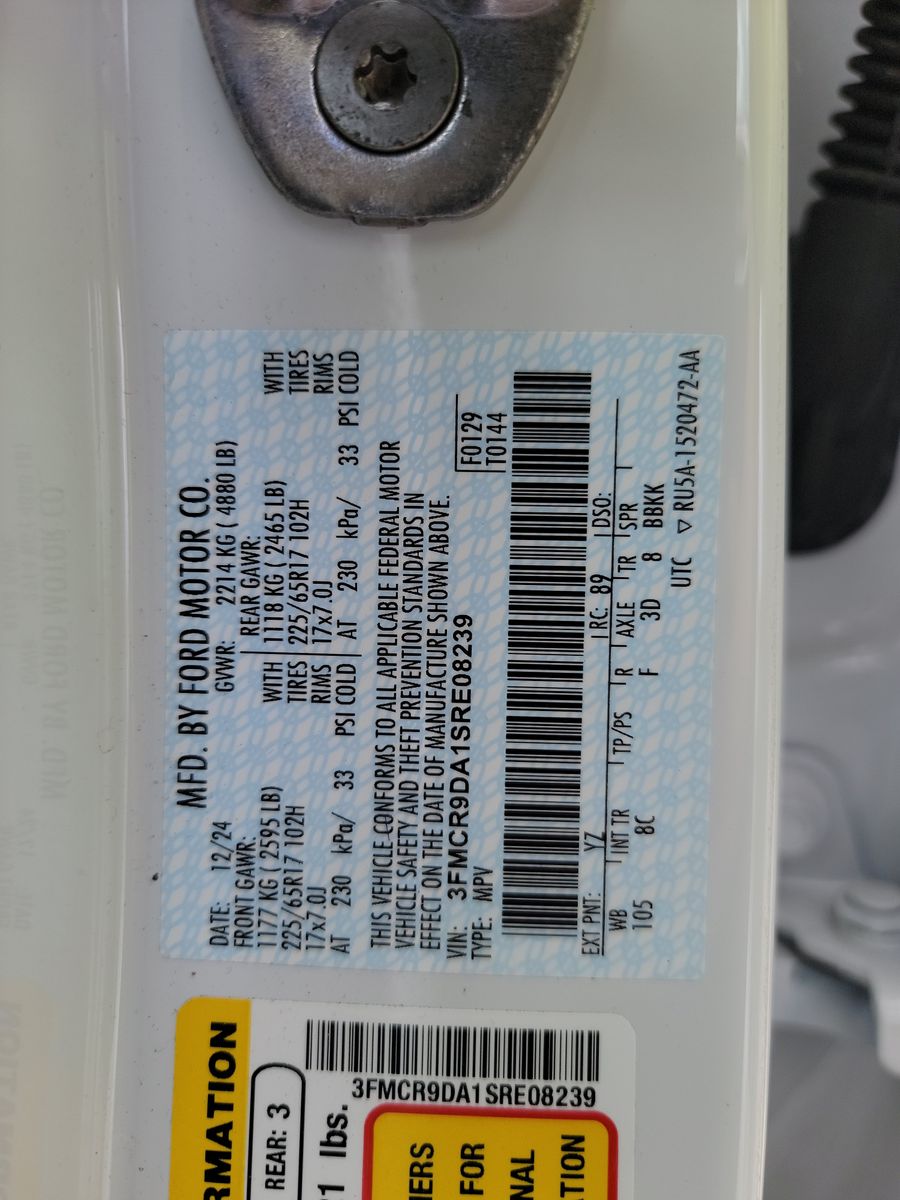 MFD. BY FORD MOTOR CO.
DATE: 12/24 GVWR: 2214 KG ( 4880 LB)
FRONT GAWR: REAR GAWR:
1177 KG (2595 LB) WITH 1118 KG ( 2465 LB) WITH
225/65R17 102H TIRES 225/65R17 102H TIRES
17x7.0J RIMS 17x7.0J RIMS
AT 230 kPa/ 33 PSI COLD AT 230 kPa/ 33 PSI COLD
THIS VEHICLE CONFORMS TO ALL APPLICABLE FEDERAL MOTOR
VEHICLE SAFETY AND THEFT PREVENTION STANDARDS IN
EFFECT ON THE DATE OF MANUFACTURE SHOWN ABOVE.
VIN: 3FMCR9DA1SRE08239 F0129
TYPE: MPV T0144
EXT PNT: YZ RC: 89 DSO:
WB INT TR TP/PS R AXLE TR SPR
105 8C F 3D 8 BBKK
UTC ▽ RU5A-1520472-AA
RMATION
REAR: 3
1 lbs.
3FMCR9DA1SRE08239
FOR